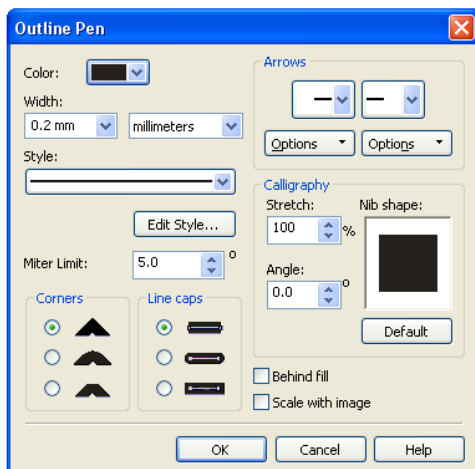 Outline Pen
Color:
Width:
0.2 mm
millimeters
Style:
Edit Style...
Miter Limit:
5.0
°
Corners
Line caps
Arrows
Options
Options
Calligraphy
Stretch:
100
%
Angle:
0.0
°
Nib shape:
Default
Behind fill
Scale with image
OK
Cancel
Help